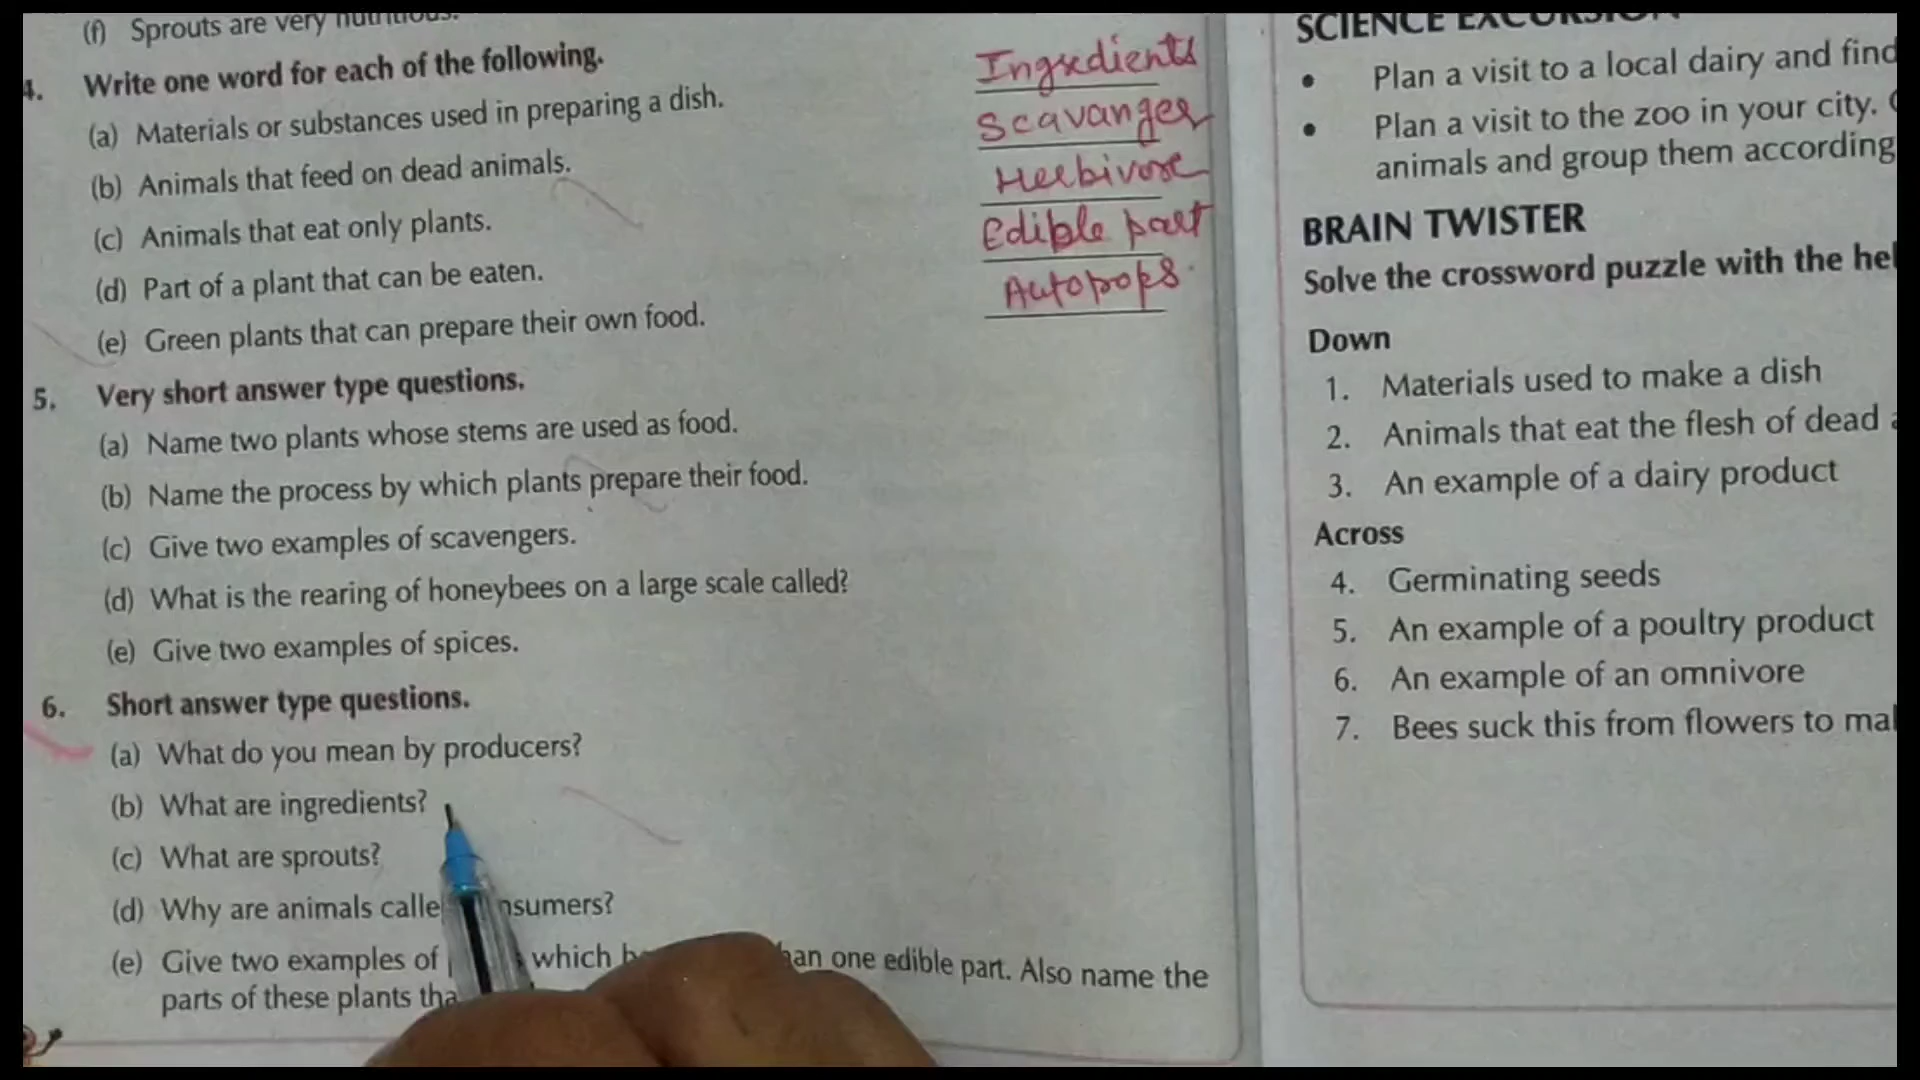 (f) Sprouts are very nutritious.
4. Write one word for each of the following.
(a) Materials or substances used in preparing a dish. Ingredients
(b) Animals that feed on dead animals. Scavanger
(c) Animals that eat only plants. Herbivore
(d) Part of a plant that can be eaten. Edible part
(e) Green plants that can prepare their own food. Autopops
5. Very short answer type questions.
(a) Name two plants whose stems are used as food.
(b) Name the process by which plants prepare their food.
(c) Give two examples of scavengers.
(d) What is the rearing of honeybees on a large scale called?
(e) Give two examples of spices.
6. Short answer type questions.
(a) What do you mean by producers?
(b) What are ingredients?
(c) What are sprouts?
(d) Why are animals calle nsumers?
(e) Give two examples of which han one edible part. Also name the
parts of these plants tha
SCIENCE EXCURSION
• Plan a visit to a local dairy and find
• Plan a visit to the zoo in your city.
animals and group them according
BRAIN TWISTER
Solve the crossword puzzle with the hel
Down
1. Materials used to make a dish
2. Animals that eat the flesh of dead
3. An example of a dairy product
Across
4. Germinating seeds
5. An example of a poultry product
6. An example of an omnivore
7. Bees suck this from flowers to mal